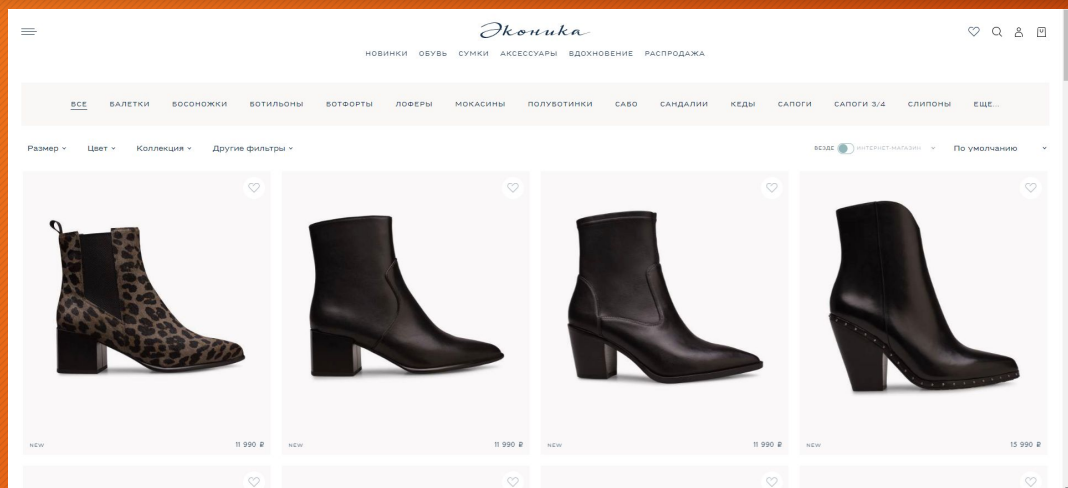 Эконика
НОВИНКИ ОБУВЬ СУМКИ АКСЕССУАРЫ ВДОХНОВЕНИЕ РАСПРОДАЖА
ВСЕ БАЛЕТКИ БОСОНОЖКИ БОТИЛЬОНЫ БОТФОРТЫ ЛОФЕРЫ МОКАСИНЫ ПОЛУБОТИНКИ САБО САНДАЛИИ КЕДЫ САПОГИ САПОГИ 3/4 СЛИПОНЫ ЕЩЕ...
Размер Цвет Коллекция Другие фильтры ВЕЗДЕ ИНТЕРНЕТ-МАГАЗИН По умолчанию
NEW 11 990 ₽ NEW 11 990 ₽ NEW 11 990 ₽ NEW 13 990 ₽